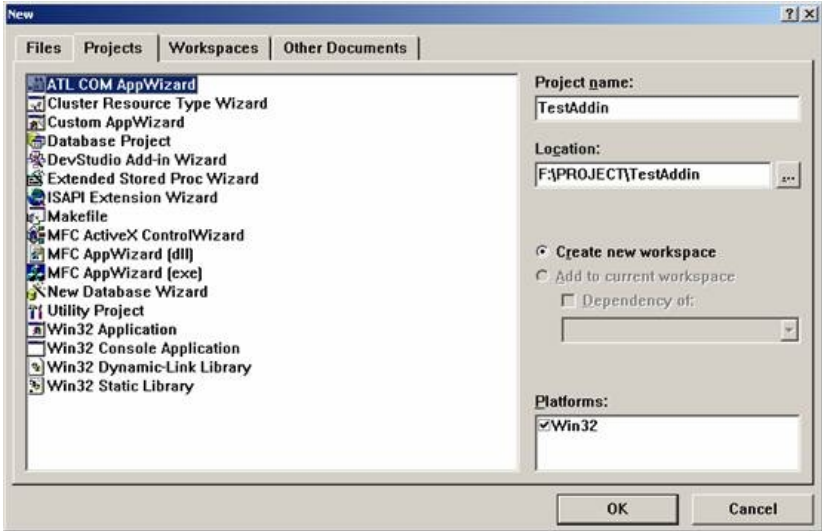 New
Files
Projects
Workspaces
Other Documents
ATL COM AppWizard
Cluster Resource Type Wizard
Custom AppWizard
Database Project
DevStudio Add-in Wizard
Extended Stored Proc Wizard
ISAPI Extension Wizard
Makefile
MFC ActiveX ControlWizard
MFC AppWizard (dll)
MFC AppWizard (exe)
New Database Wizard
Utility Project
Win32 Application
Win32 Console Application
Win32 Dynamic-Link Library
Win32 Static Library
Project name:
TestAddin
Location:
F:\PROJECT\TestAddin
...
Create new workspace
Add to current workspace
Dependency of:
Platforms:
Win32
OK
Cancel